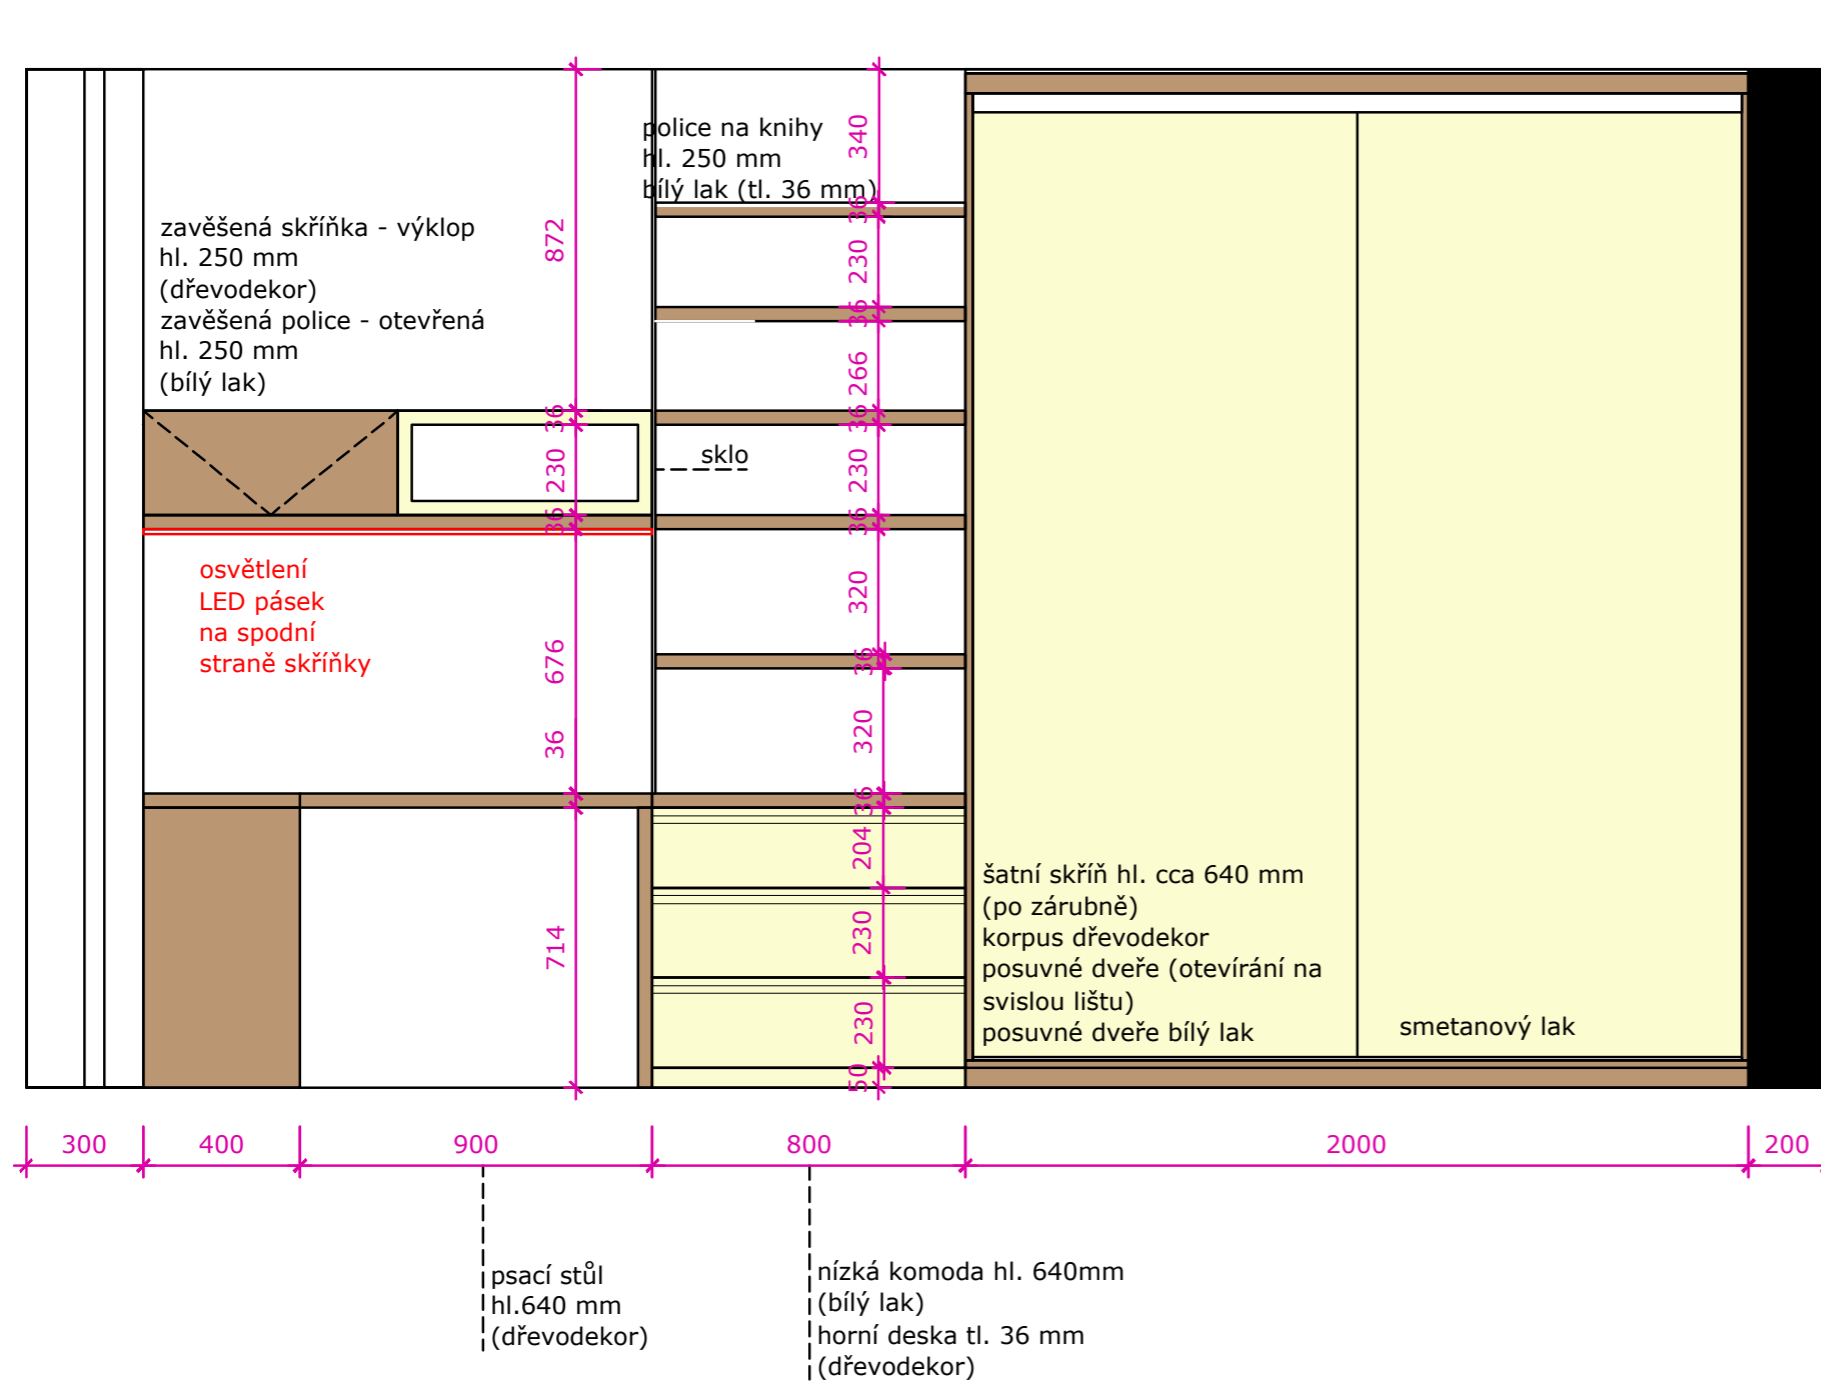 police na knihy
hl. 250 mm
bílý lak (tl. 36 mm)
zavěšená skříňka - výklop
hl. 250 mm
(dřevodekor)
zavěšená police - otevřená
hl. 250 mm
(bílý lak)
872
36
230
36
676
36
714
340
36
230
36
266
36
230
36
320
36
320
36
204
230
230
50
sklo
osvětlení
LED pásek
na spodní
straně skříňky
šatní skříň hl. cca 640 mm
(po zárubně)
korpus dřevodekor
posuvné dveře (otevírání na
svislou lištu)
posuvné dveře bílý lak
smetanový lak
300
400
900
800
2000
200
psací stůl
hl.640 mm
(dřevodekor)
nízká komoda hl. 640mm
(bílý lak)
horní deska tl. 36 mm
(dřevodekor)